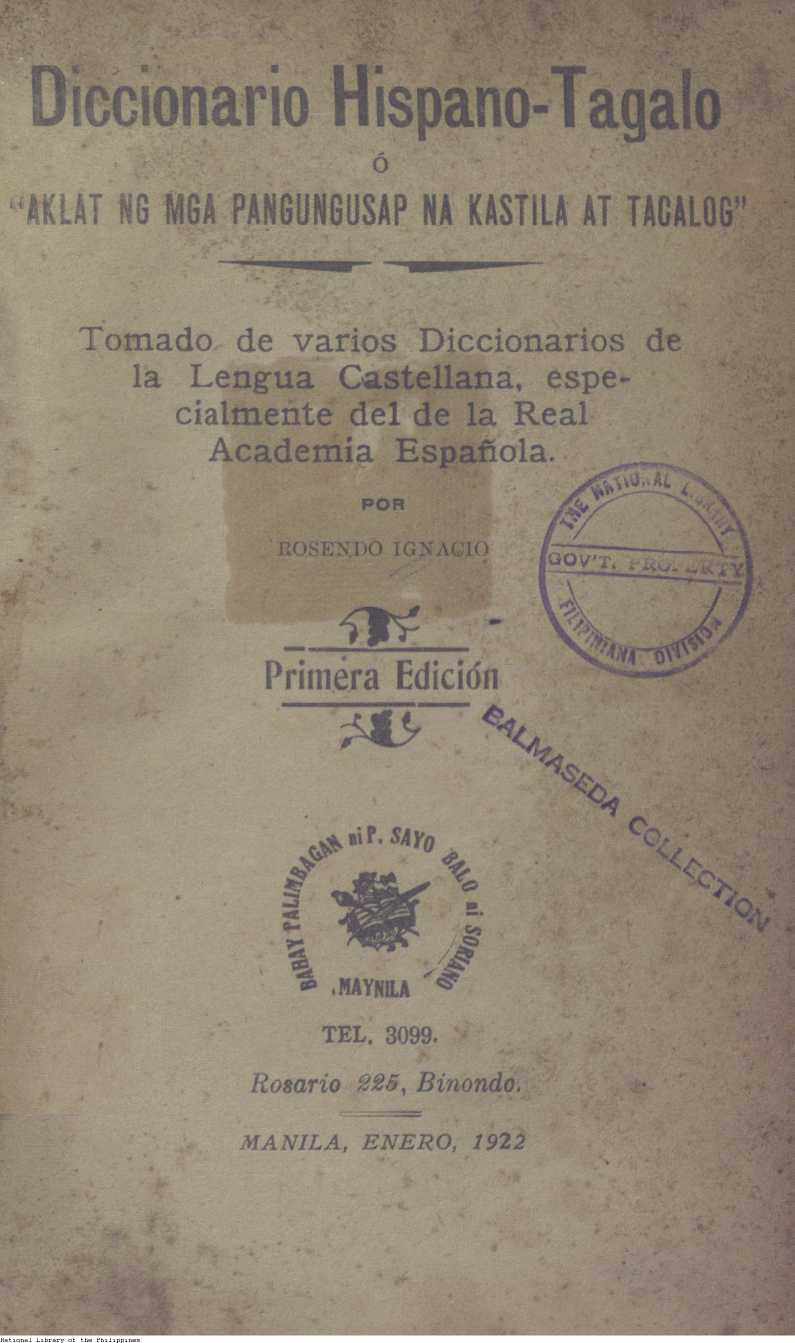 Diccionario Hispano-Tagalo
ó
“AKLAT NG MGA PANGUNGUSAP NA KASTILA AT TAGALOG”
Tomado de varios Diccionarios de
la Lengua Castellana, espe-
cialmente del de la Real
Academia Española.
POR
ROSENDO IGNACIO
THE NATIONAL LIBRARY
GOV'T. PROPERTY
FILIPINIANA DIVISION
Primera Edición
BALMASEDA COLLECTION
BAHAY PALIMBAGAN ni P. SAYO BALO ni SORIANO
MAYNILA
TEL. 3099.
Rosario 225, Binondo.
MANILA, ENERO, 1922
National Library of the Philippines